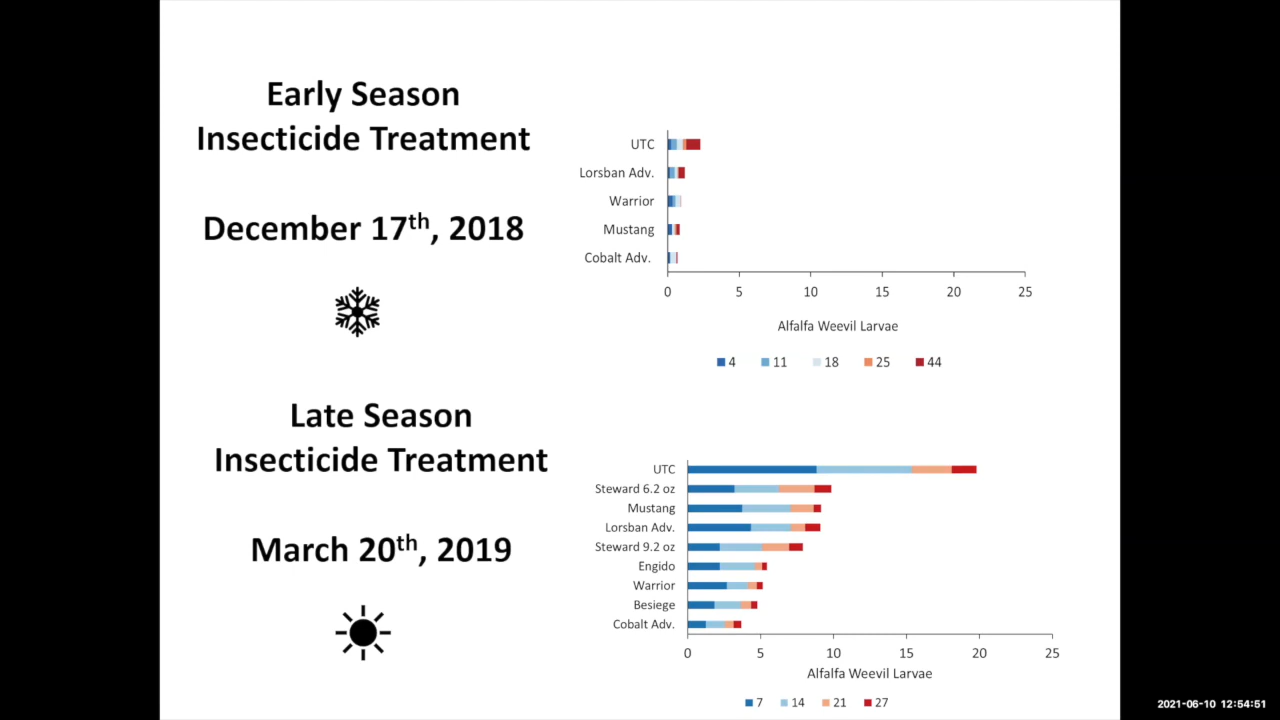 Early Season
Insecticide Treatment
December 17th, 2018
UTC
Lorsban Adv.
Warrior
Mustang
Cobalt Adv.
0 5 10 15 20 25
Alfalfa Weevil Larvae
4 11 18 25 44
Late Season
Insecticide Treatment
March 20th, 2019
UTC
Steward 6.2 oz
Mustang
Lorsban Adv.
Steward 9.2 oz
Engido
Warrior
Besiege
Cobalt Adv.
0 5 10 15 20 25
Alfalfa Weevil Larvae
7 14 21 27
2021-06-10 12:54:51